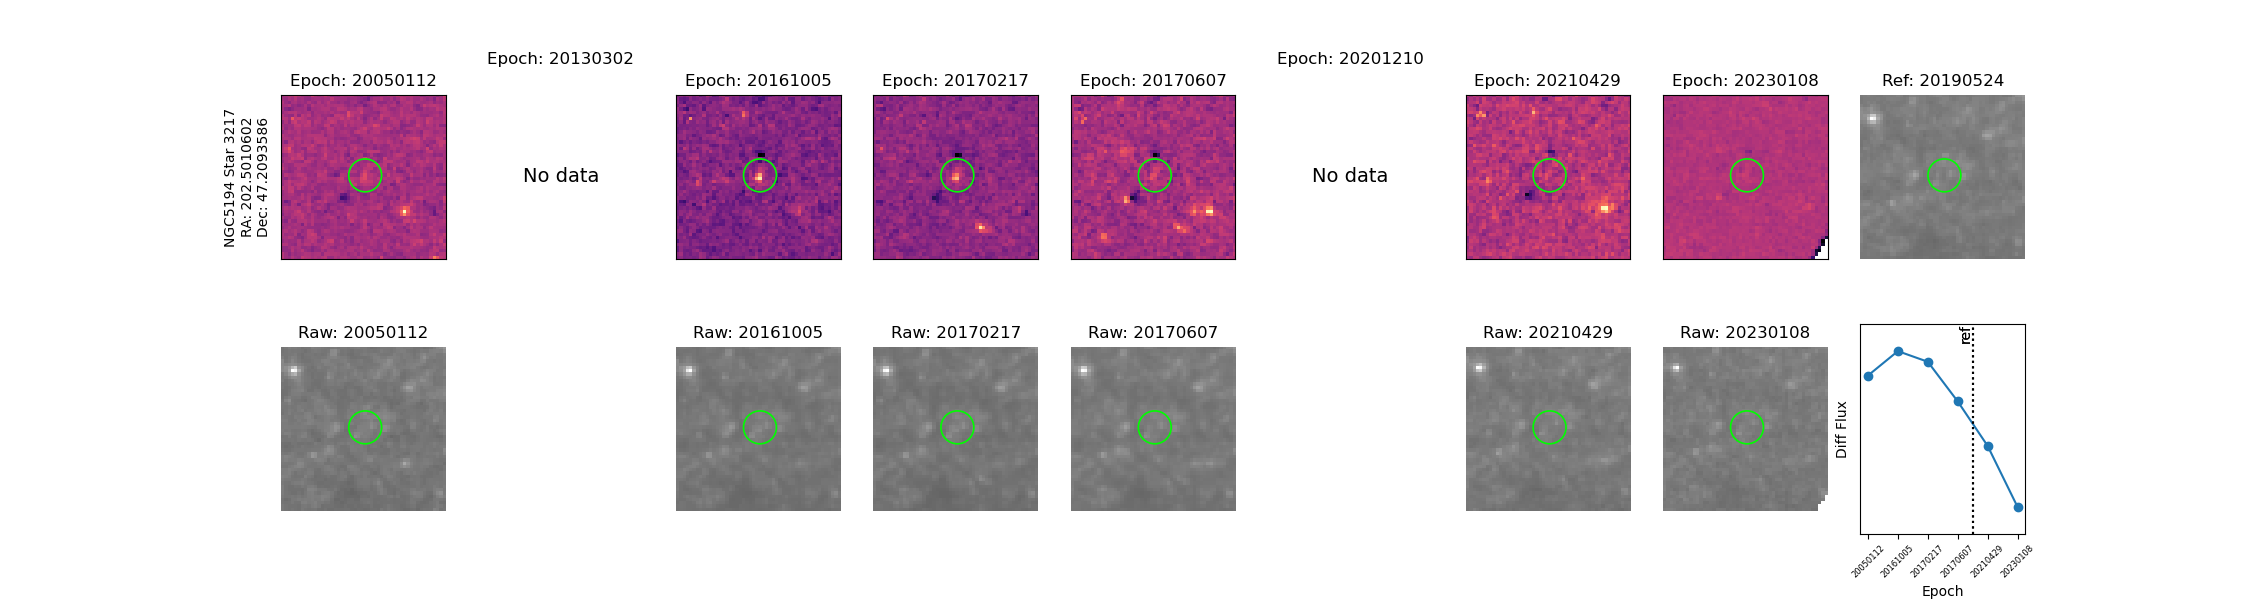 Epoch: 20130302
Epoch: 20201210
Epoch: 20050112
Epoch: 20161005
Epoch: 20170217
Epoch: 20170607
Epoch: 20210429
Epoch: 20230108
Ref: 20190524
NGC5194 Star 3217
RA: 202.5010602
Dec: 47.2093586
No data
No data
Raw: 20050112
Raw: 20161005
Raw: 20170217
Raw: 20170607
Raw: 20210429
Raw: 20230108
ref
Diff Flux
20050112
20161005
20170217
20170607
20210429
20230108
Epoch